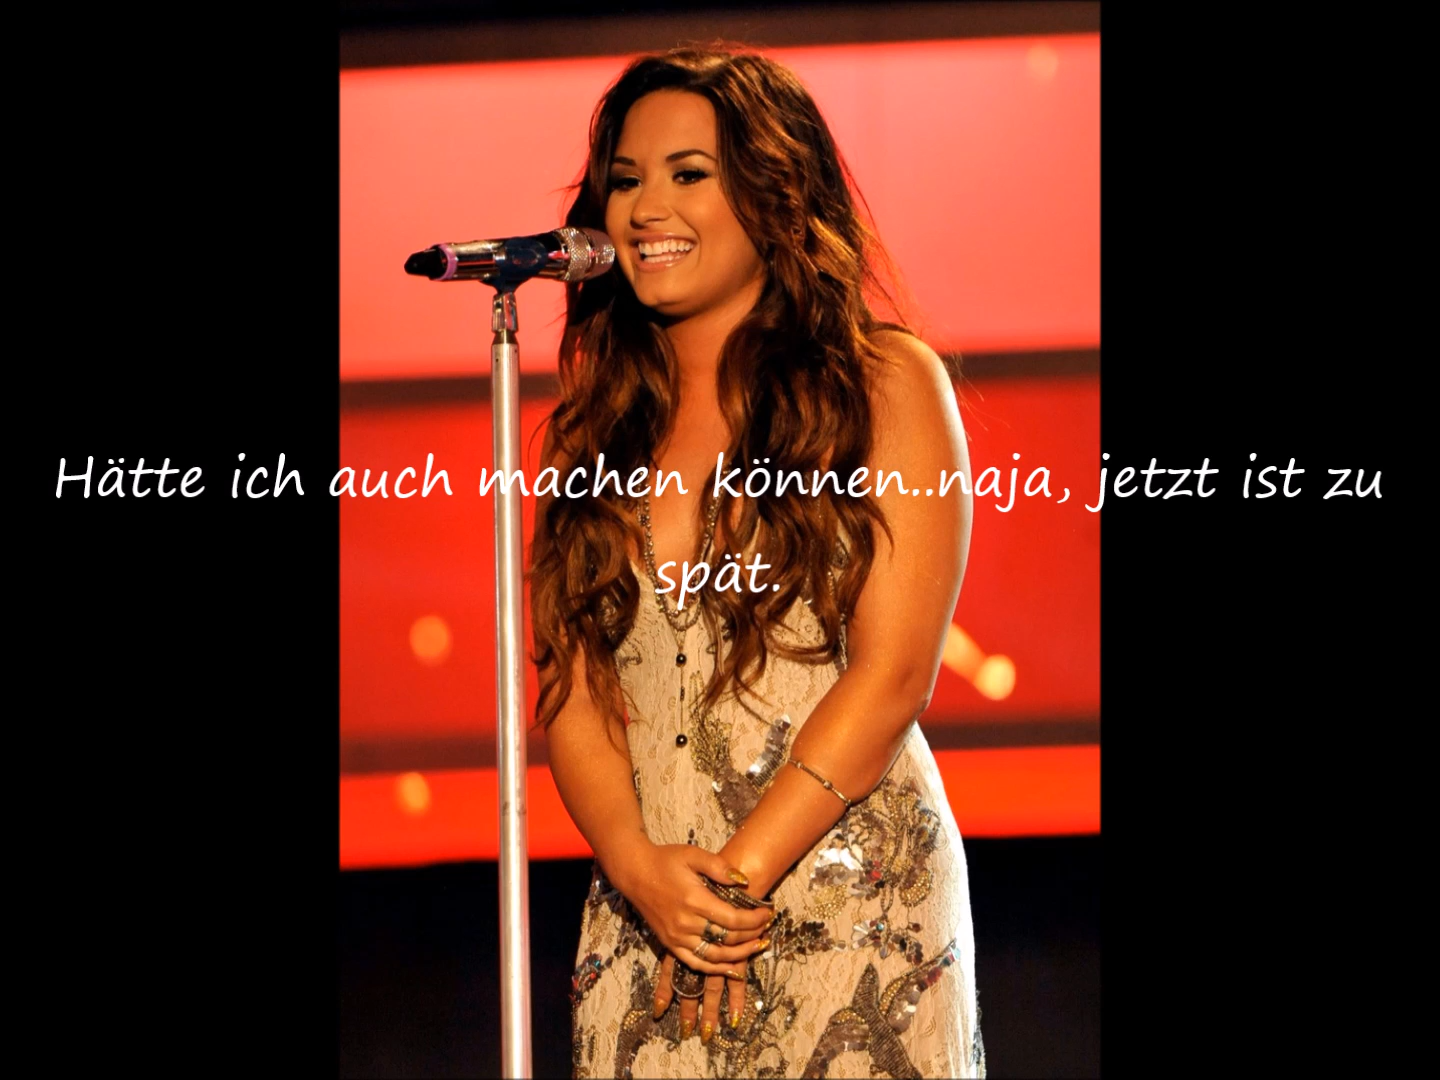 Hätte ich auch machen können..naja, jetzt ist zu
spät.